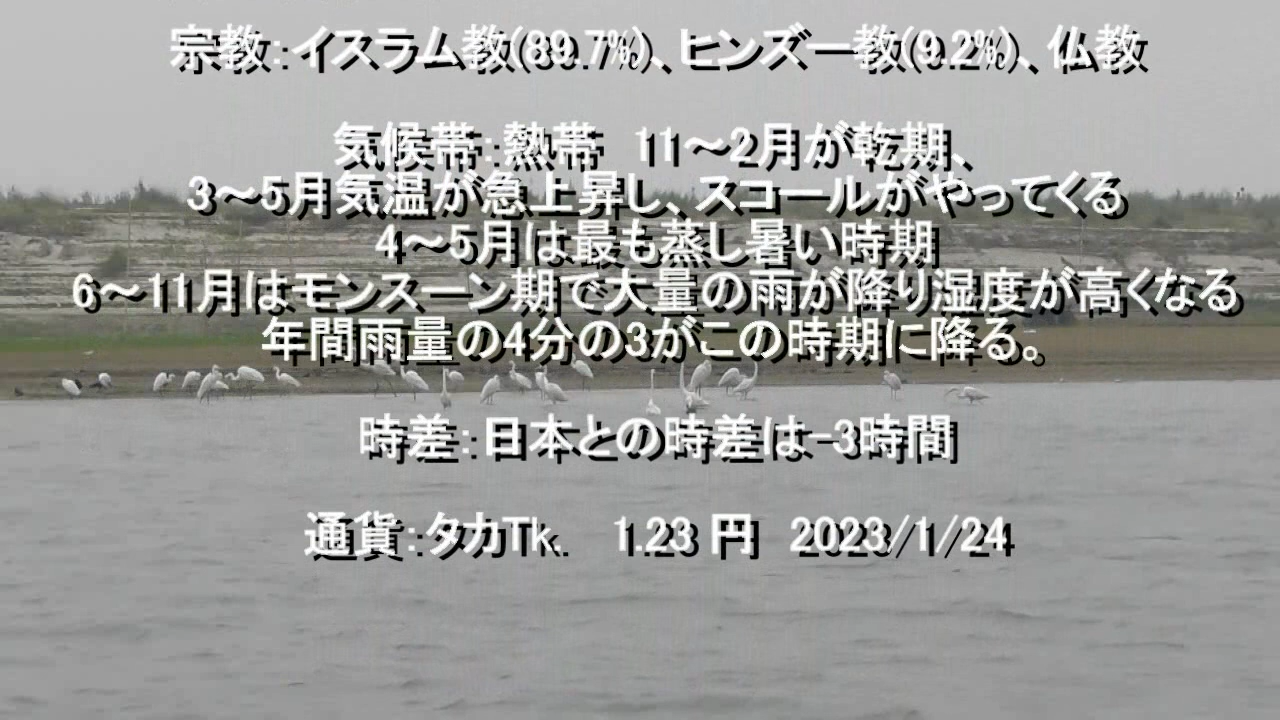 宗教：イスラム教(89.7%)、ヒンズー教(9.2%)、仏教
気候帯：熱帯　11～2月が乾期、
3～5月気温が急上昇し、スコールがやってくる
4～5月は最も蒸し暑い時期
6～11月はモンスーン期で大量の雨が降り湿度が高くなる
年間雨量の4分の3がこの時期に降る。
時差：日本との時差は-3時間
通貨：タカTk.　1.23 円　2023/1/24